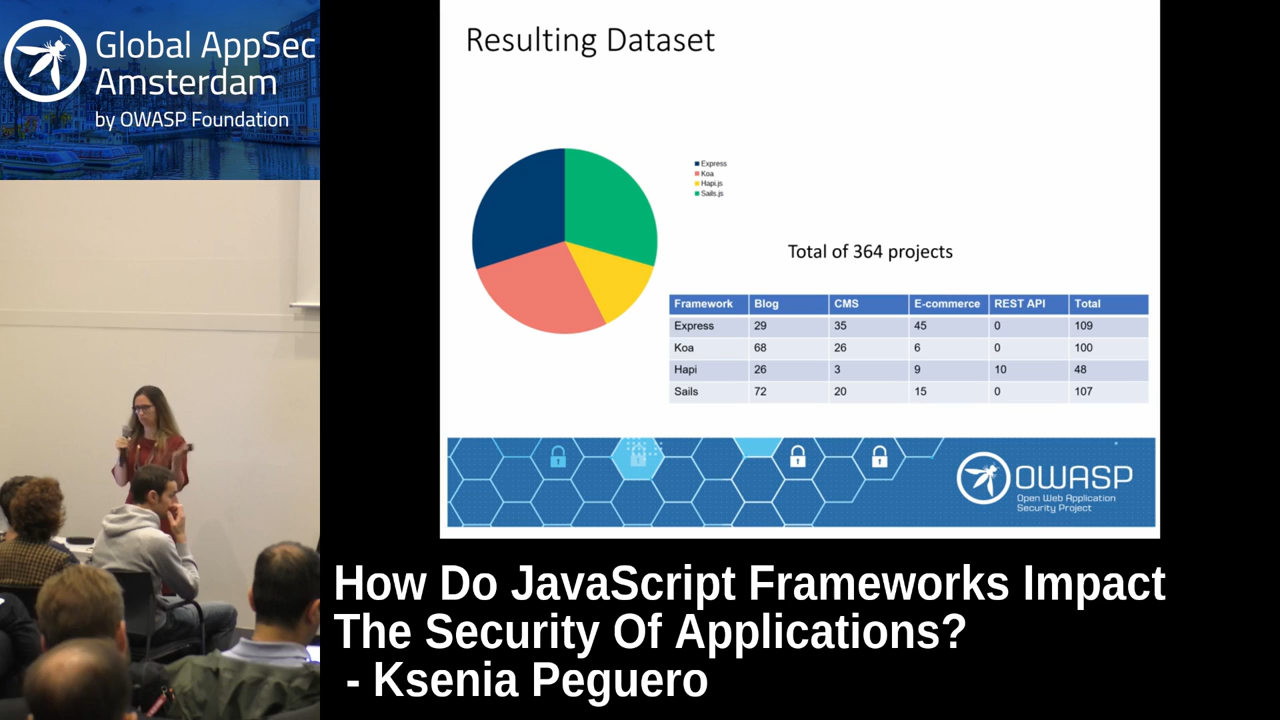 Global AppSec
Amsterdam
by OWASP Foundation
Resulting Dataset
Express
Koa
Hapi.js
Sails.js
Total of 364 projects
Framework Blog CMS E-commerce REST API Total
Express 29 35 45 0 109
Koa 68 26 6 0 100
Hapi 26 3 9 10 48
Sails 72 20 15 0 107
OWASP
Open Web Application
Security Project
How Do JavaScript Frameworks Impact
The Security Of Applications?
- Ksenia Peguero